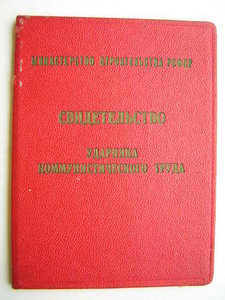 МИНИСТЕРСТВО СТРОИТЕЛЬСТВА РСФСР
СВИДЕТЕЛЬСТВО
УДАРНИКА
КОММУНИСТИЧЕСКОГО ТРУДА